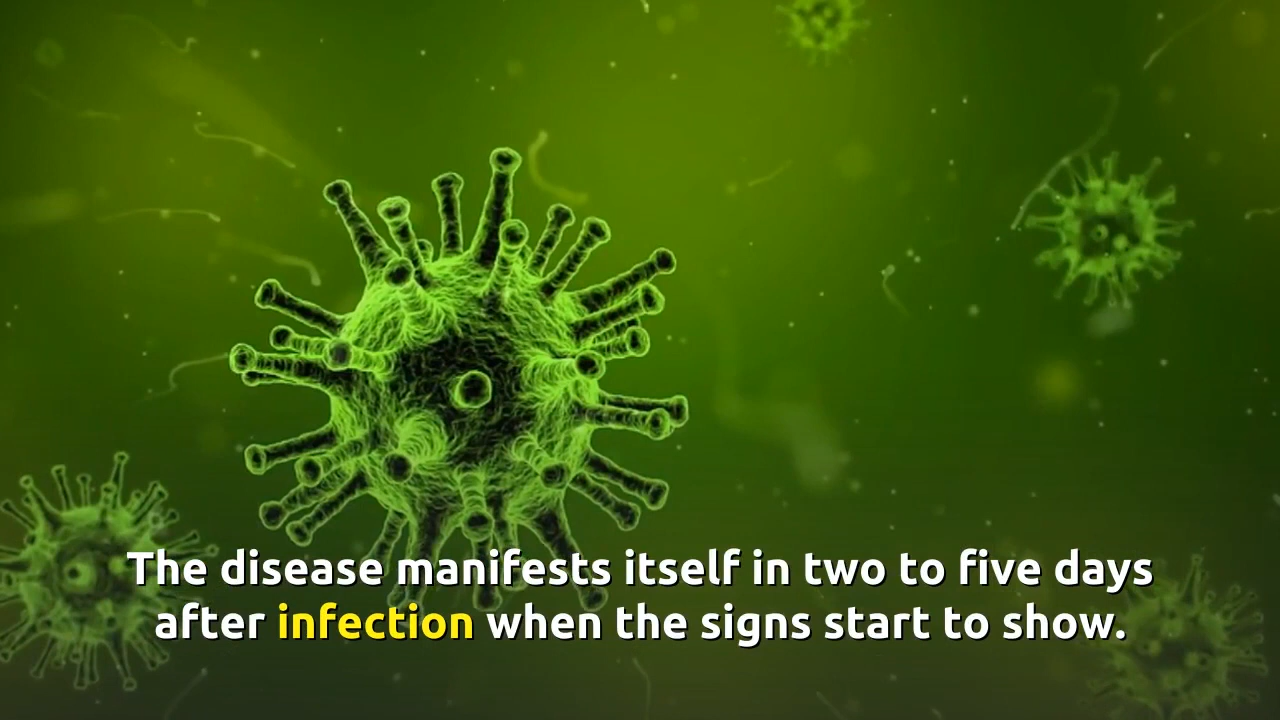 The disease manifests itself in two to five days
after infection when the signs start to show.